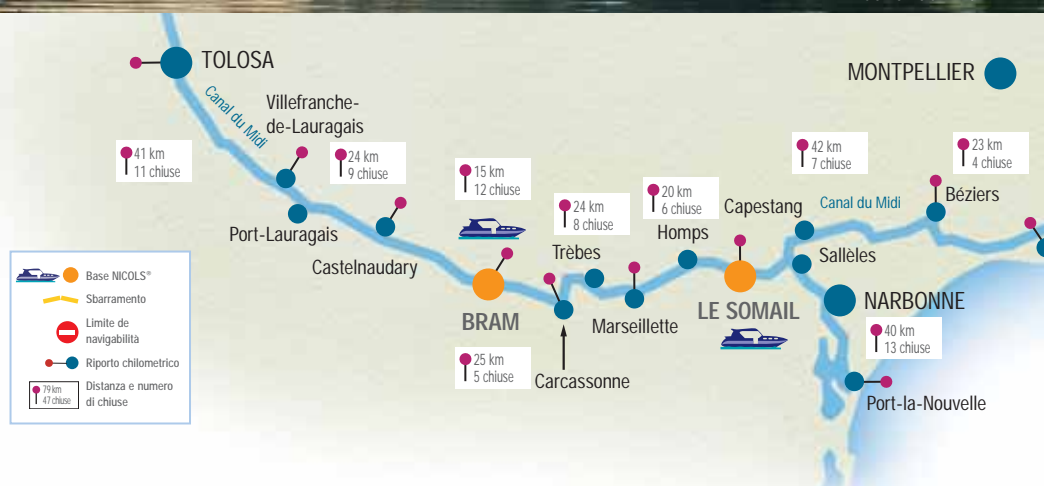 TOLOSA
MONTPELLIER
Canal du Midi
Villefranche-
de-Lauragais
41 km
11 chiuse
24 km
9 chiuse
15 km
12 chiuse
42 km
7 chiuse
23 km
4 chiuse
20 km
6 chiuse
24 km
8 chiuse
Capestang
Canal du Midi
Béziers
Port-Lauragais
Castelnaudary
Trèbes
Homps
Sallèles
BRAM
Marseillette
LE SOMAIL
NARBONNE
25 km
5 chiuse
Carcassonne
40 km
13 chiuse
Port-la-Nouvelle
Base NICOLS®
Sbarramento
Limite de
navigabilità
Riporto chilometrico
79 km
47 chiuse
Distanza e numero
di chiuse